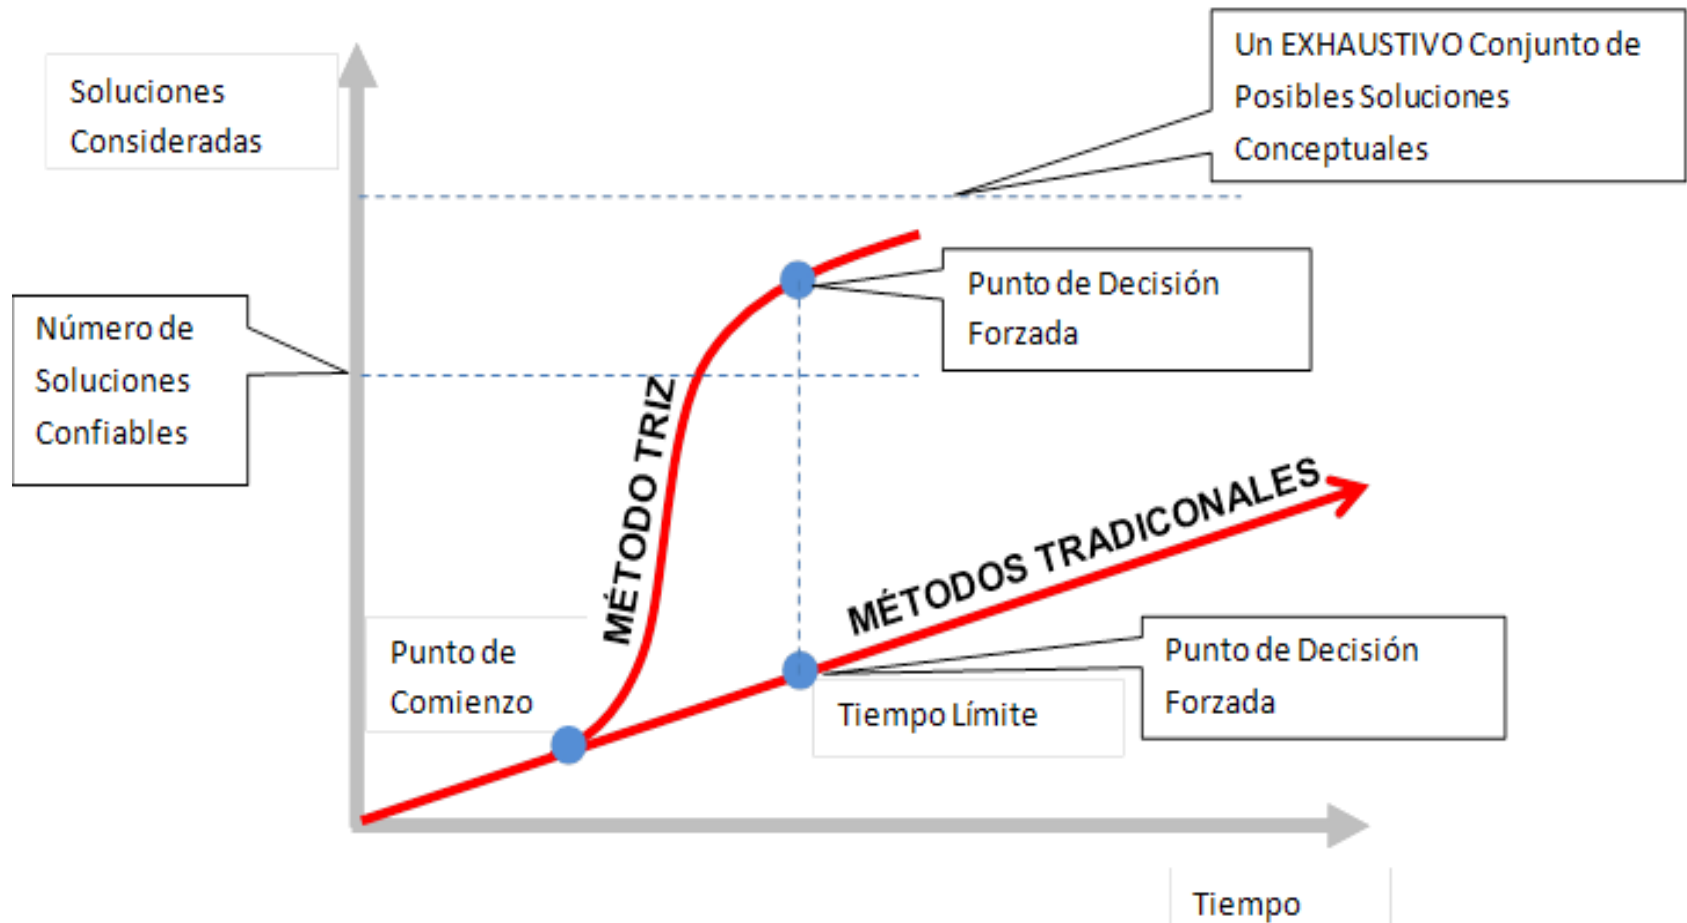 Un EXHAUSTIVO Conjunto de
Posibles Soluciones
Conceptuales
Soluciones
Consideradas
Punto de Decisión
Forzada
Número de
Soluciones
Confiables
MÉTODO TRIZ
MÉTODOS TRADICONALES
Punto de
Comienzo
Punto de Decisión
Forzada
Tiempo Límite
Tiempo